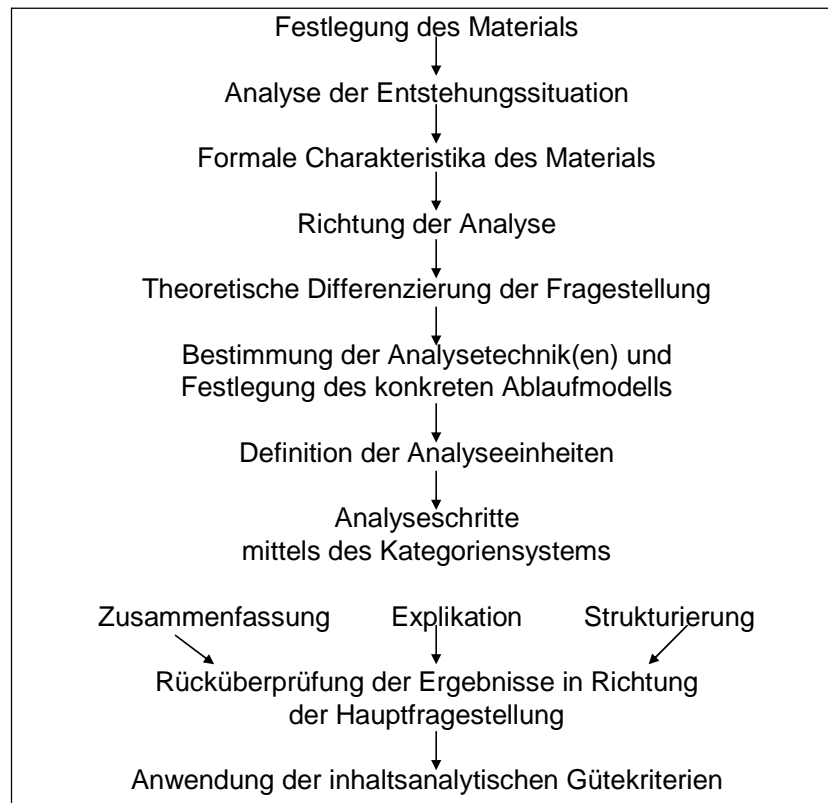 Festlegung des Materials
Analyse der Entstehungssituation
Formale Charakteristika des Materials
Richtung der Analyse
Theoretische Differenzierung der Fragestellung
Bestimmung der Analysetechnik(en) und
Festlegung des konkreten Ablaufmodells
Definition der Analyseeinheiten
Analyseschritte
mittels des Kategoriensystems
Zusammenfassung Explikation Strukturierung
Rücküberprüfung der Ergebnisse in Richtung
der Hauptfragestellung
Anwendung der inhaltsanalytischen Gütekriterien